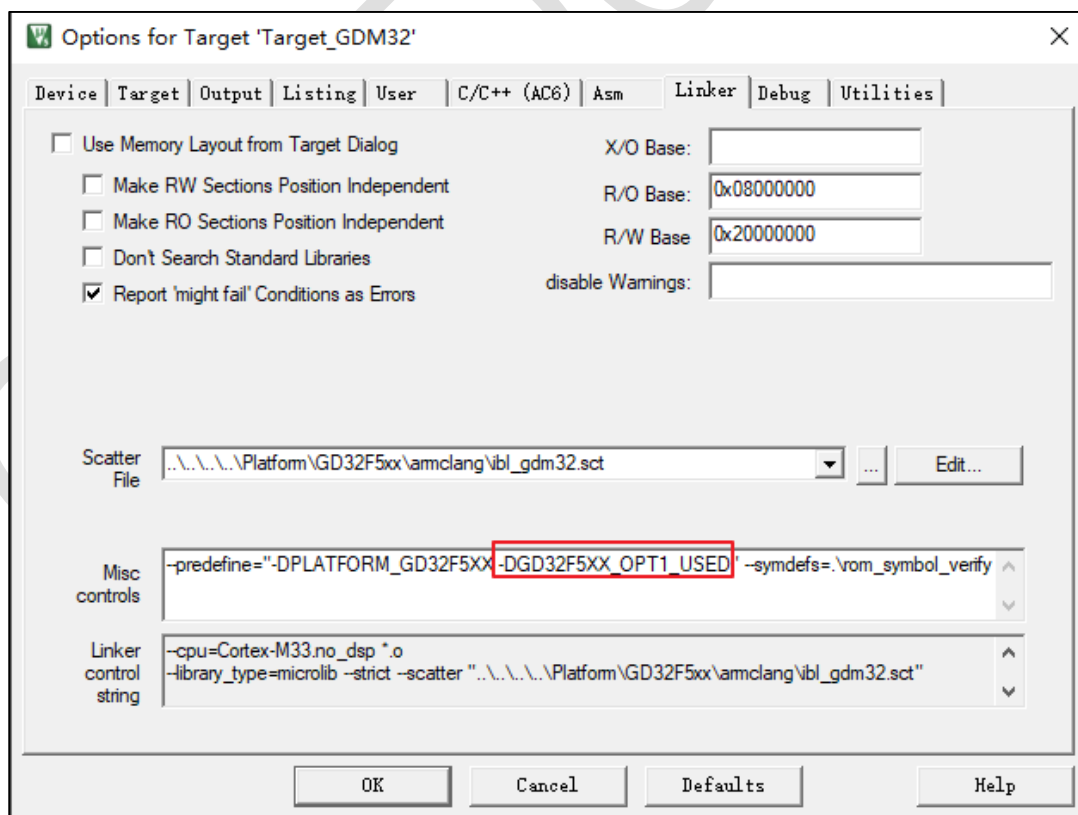 Options for Target 'Target_GDM32'
Device Target Output Listing User C/C++ (AC6) Asm Linker Debug Utilities
Use Memory Layout from Target Dialog
X/O Base:
Make RW Sections Position Independent
R/O Base: 0x08000000
Make RO Sections Position Independent
R/W Base 0x20000000
Don't Search Standard Libraries
disable Warnings:
Report 'might fail' Conditions as Errors
Scatter File
..\..\..\..\Platform\GD32F5xx\armclang\ibl_gdm32.sct
... Edit...
Misc controls
--predefine="-DPLATFORM_GD32F5XX -DGD32F5XX_OPT1_USED " --symdefs=.\rom_symbol_verify
Linker control string
--cpu=Cortex-M33.no_dsp *.o
--library_type=microlib --strict --scatter "..\..\..\..\Platform\GD32F5xx\armclang\ibl_gdm32.sct"
OK Cancel Defaults Help